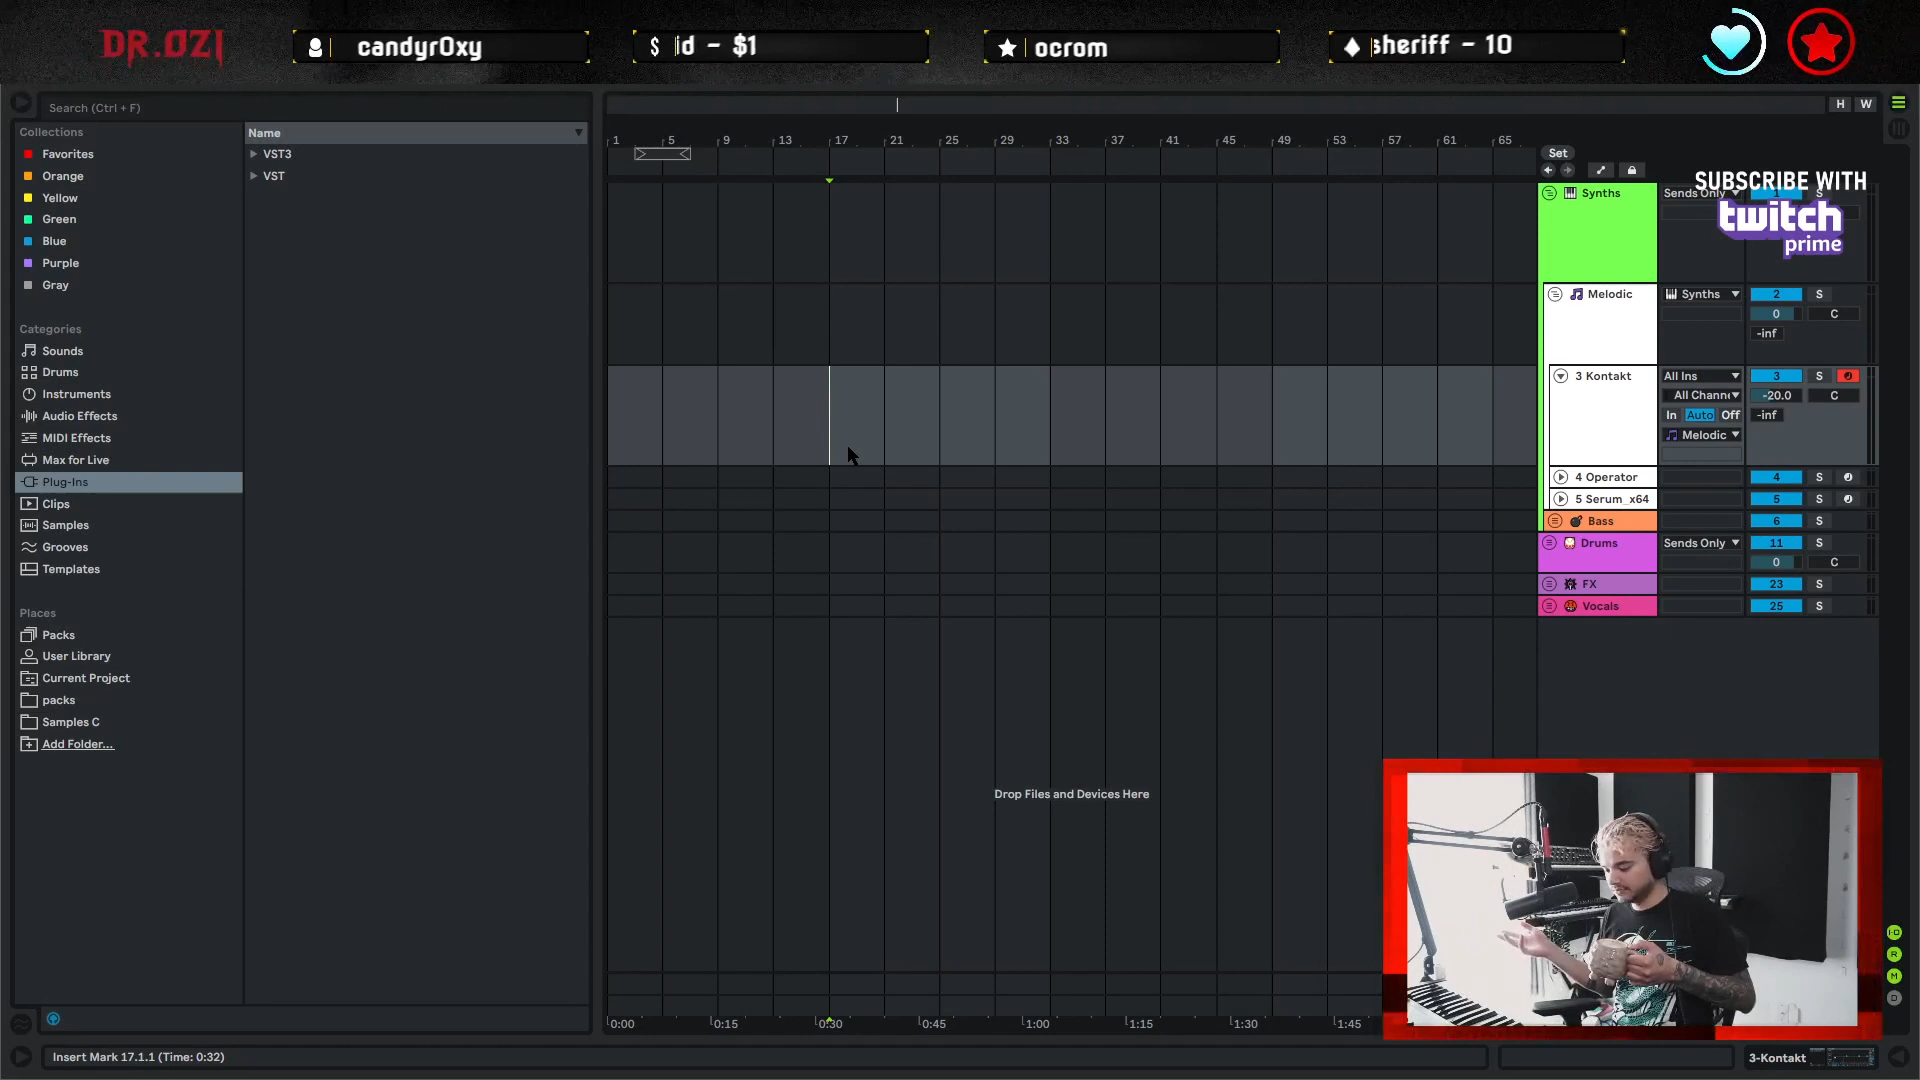 DR.OZI
candyr0xy
$ id - $1
ocrom
sheriff - 10
Search (Ctrl + F)
H W
Collections
Favorites
Orange
Yellow
Green
Blue
Purple
Gray
Categories
Sounds
Drums
Instruments
Audio Effects
MIDI Effects
Max for Live
Plug-Ins
Clips
Samples
Grooves
Templates
Places
Packs
User Library
Current Project
packs
Samples C
Add Folder...
Name
VST3
VST
1 5 9 13 17 21 25 29 33 37 41 45 49 53 57 61 65
Set
SUBSCRIBE WITH
twitch
prime
Synths Sends Only 1 S
Melodic Synths 2 S
0 C
-inf
3 Kontakt All Ins 3 S
All Channe -20.0 C
In Auto Off -inf
Melodic
4 Operator 4 S
5 Serum_x64 5 S
Bass 6 S
Drums Sends Only 11 S
0 C
FX 23 S
Vocals 25 S
Drop Files and Devices Here
I·O
R
M
D
0:00 0:15 0:30 0:45 1:00 1:15 1:30 1:45
Insert Mark 17.1.1 (Time: 0:32)
3-Kontakt